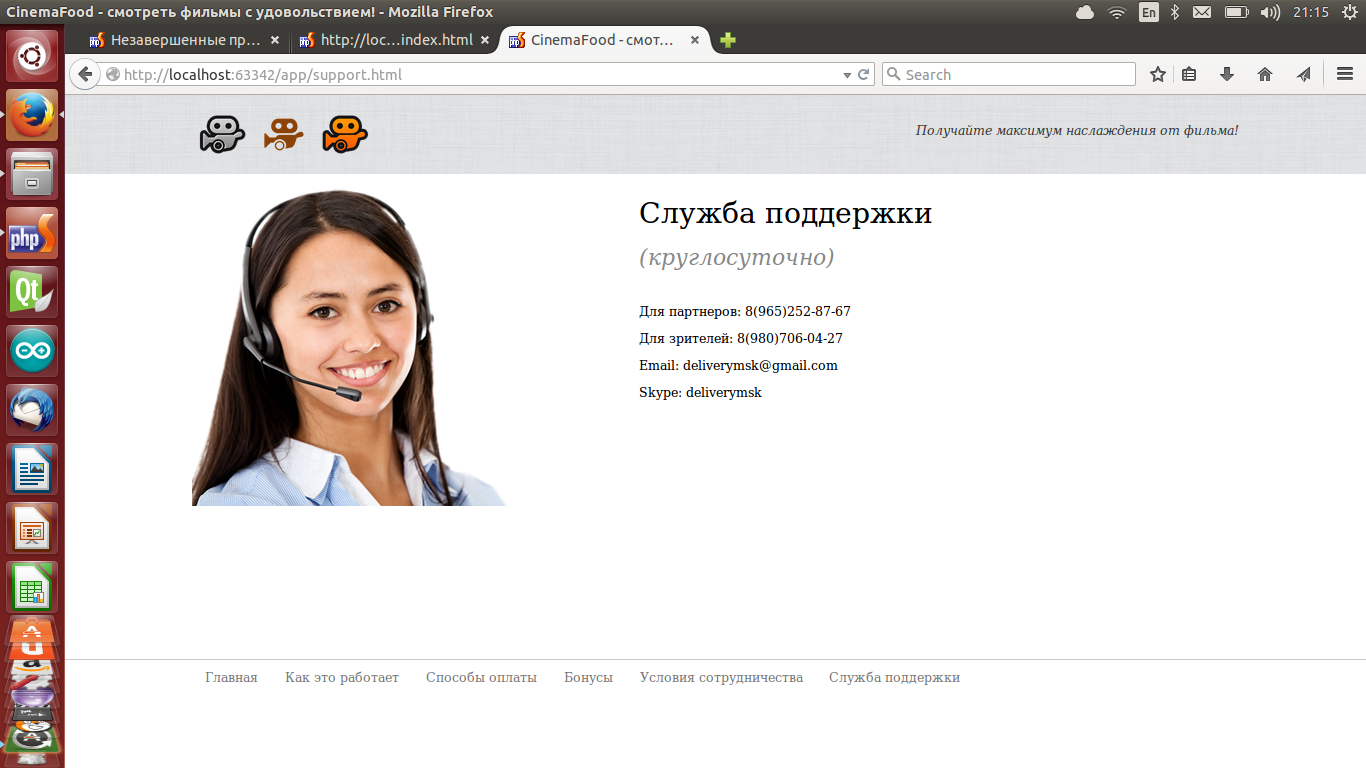 CinemaFood - смотреть фильмы с удовольствием! - Mozilla Firefox
En
21:15
Незавершенные пр...
http://loc...index.html
CinemaFood - смот...
http://localhost:63342/app/support.html
Search
Получайте максимум наслаждения от фильма!
Служба поддержки
(круглосуточно)
Для партнеров: 8(965)252-87-67
Для зрителей: 8(980)706-04-27
Email: deliverymsk@gmail.com
Skype: deliverymsk
php
Qt
Главная
Как это работает
Способы оплаты
Бонусы
Условия сотрудничества
Служба поддержки